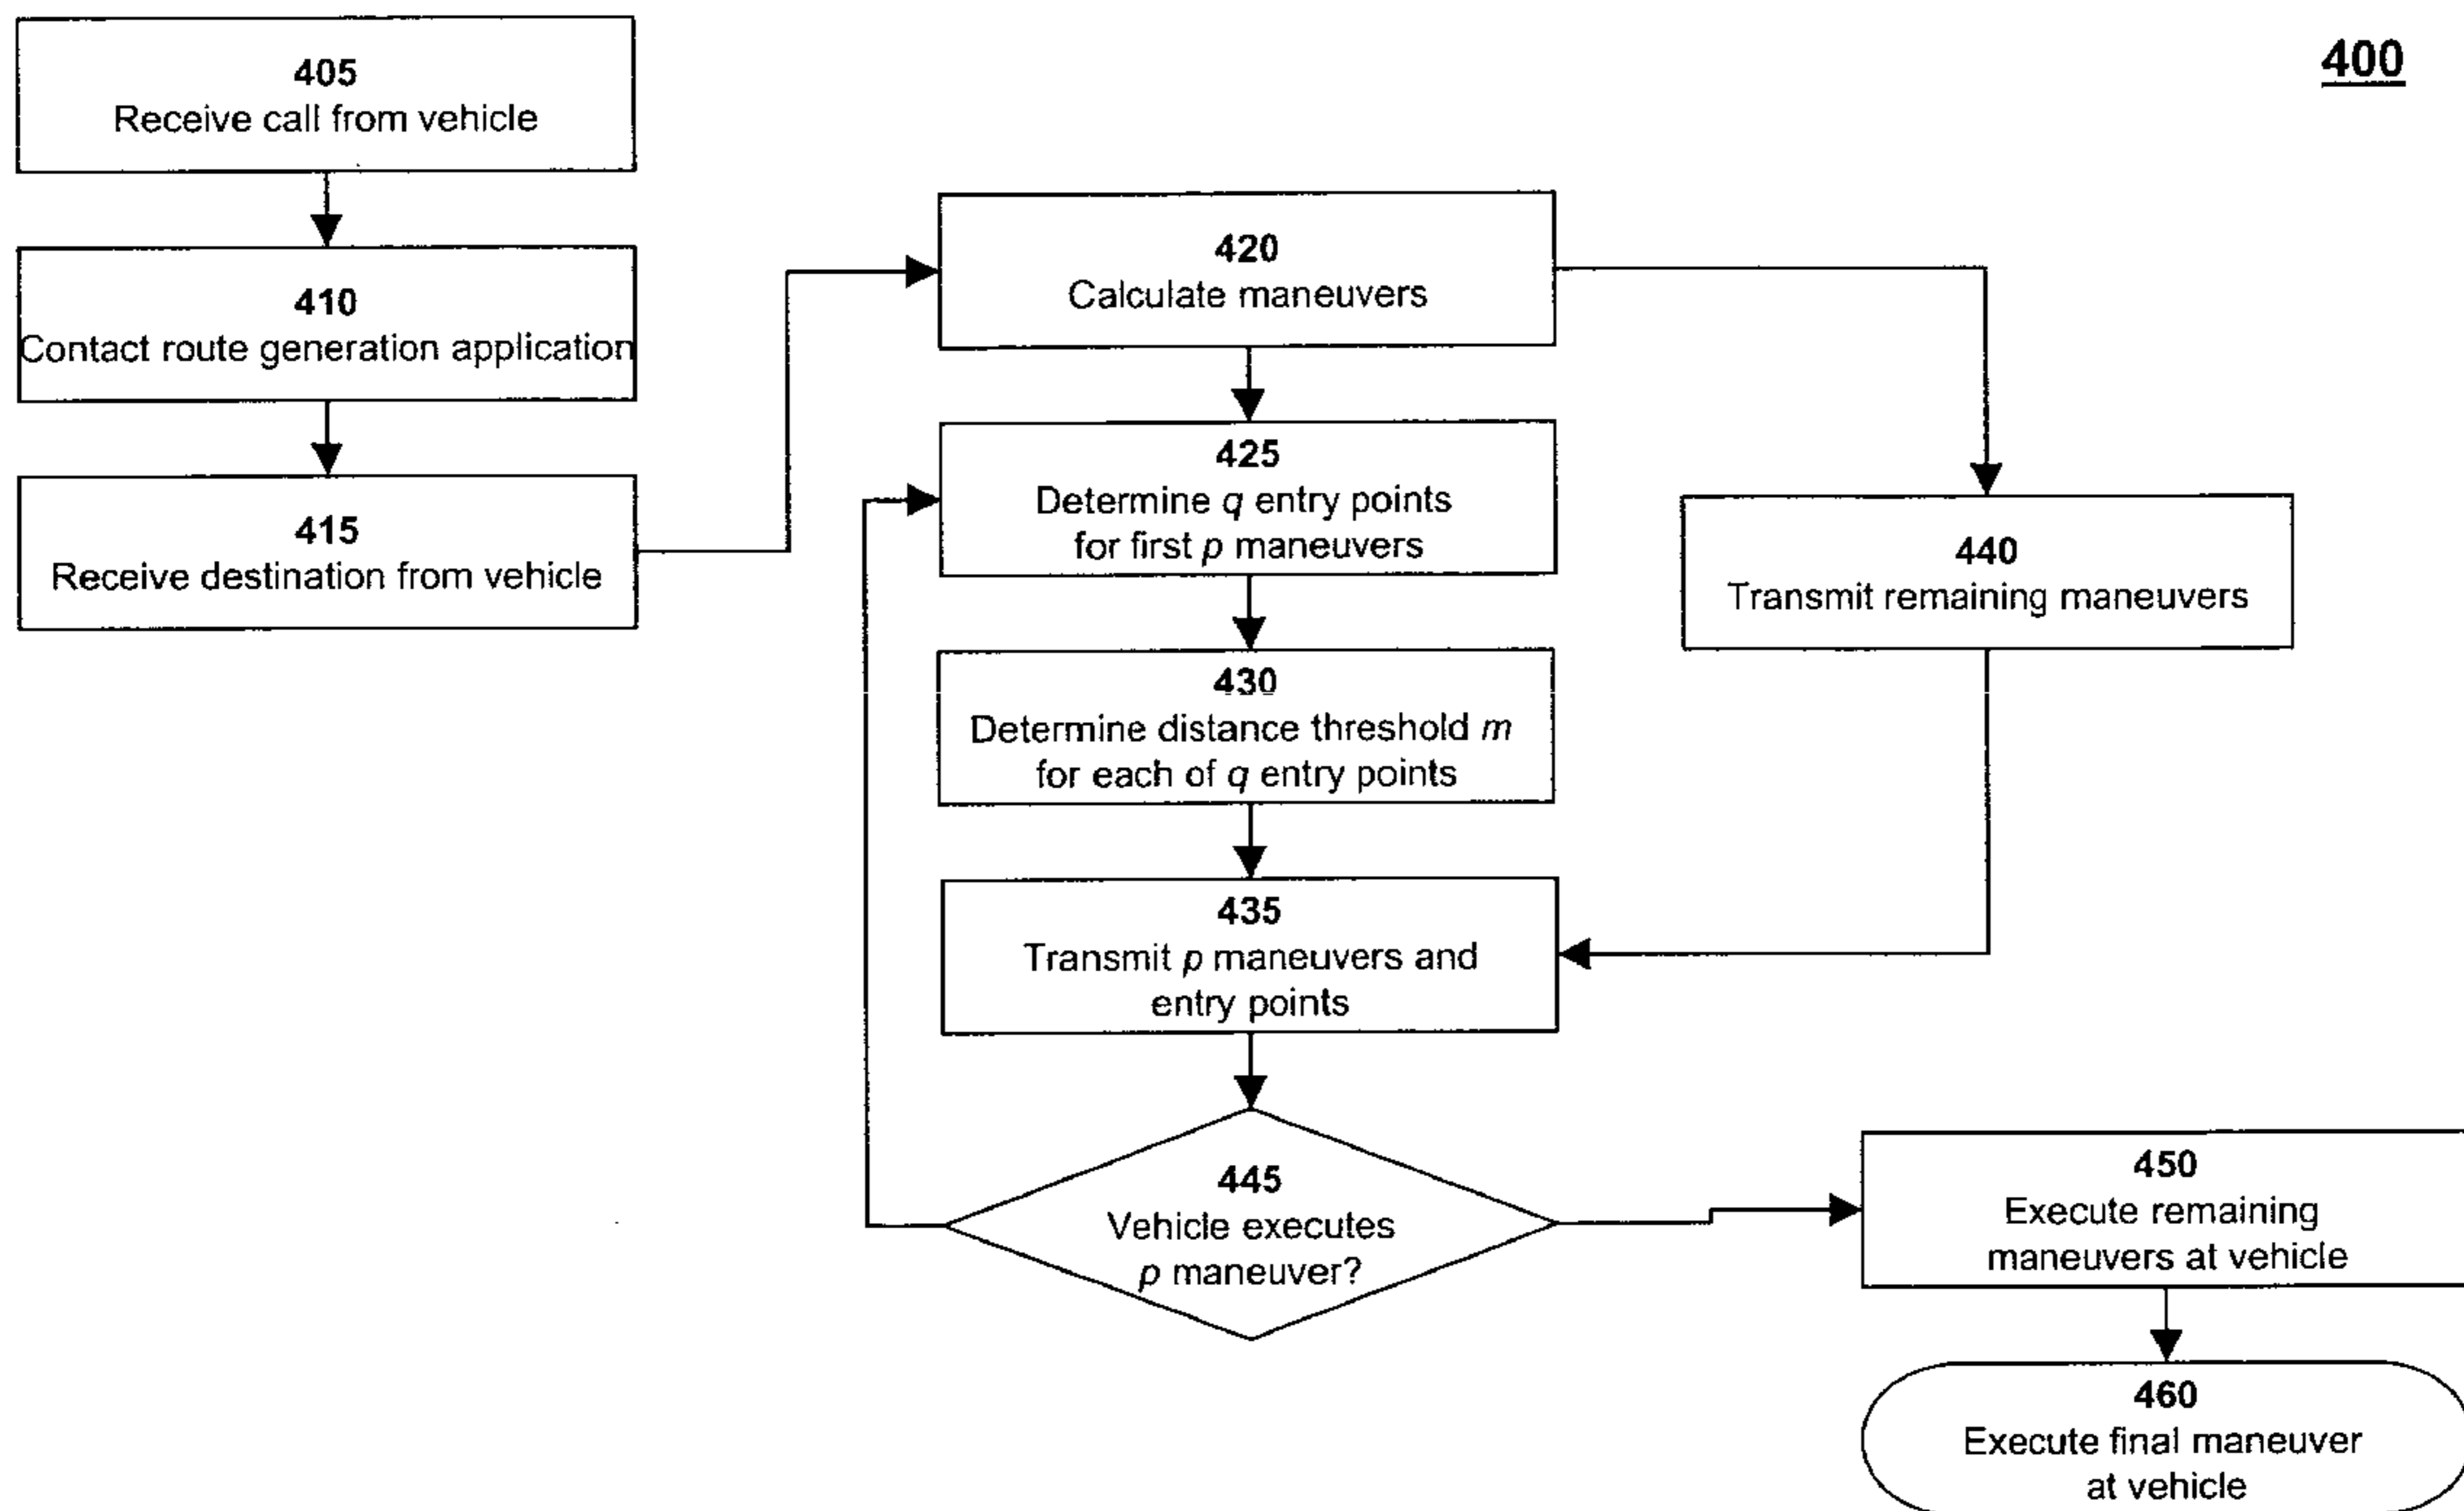 400
405
Receive call from vehicle
410
Contact route generation application
415
Receive destination from vehicle
420
Calculate maneuvers
425
Determine q entry points
for first p maneuvers
430
Determine distance threshold m
for each of q entry points
435
Transmit p maneuvers and
entry points
440
Transmit remaining maneuvers
445
Vehicle executes
p maneuver?
450
Execute remaining
maneuvers at vehicle
460
Execute final maneuver
at vehicle